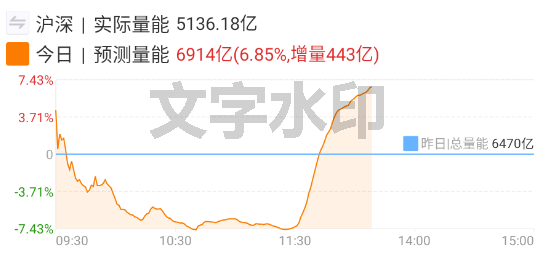 沪深 | 实际量能 5136.18亿
今日 | 预测量能 6914亿(6.85%,增量443亿)
7.43%
文字水印
3.71%
昨日|总量能 6470亿
0
-3.71%
-7.43%
09:30 10:30 11:30 14:00 15:00